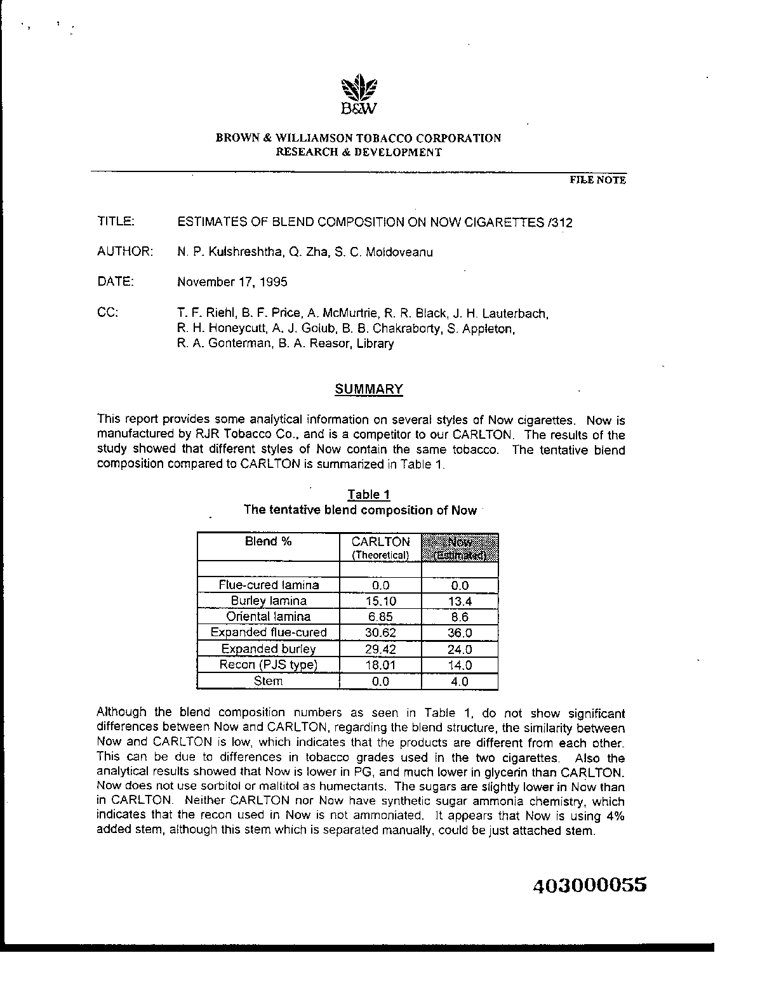 B&W
BROWN & WILLIAMSON TOBACCO CORPORATION
RESEARCH & DEVELOPMENT
FILE NOTE
TITLE: ESTIMATES OF BLEND COMPOSITION ON NOW CIGARETTES /312
AUTHOR: N. P. Kulshreshtha, Q. Zha, S. C. Moldoveanu
DATE: November 17, 1995
CC: T. F. Riehl, B. F. Price, A. McMurtrie, R. R. Black, J. H. Lauterbach,
R. H. Honeycutt, A. J. Golub, B. B. Chakraborty, S. Appleton,
R. A. Gonterman, B. A. Reasor, Library
SUMMARY
This report provides some analytical information on several styles of Now cigarettes. Now is
manufactured by RJR Tobacco Co., and is a competitor to our CARLTON. The results of the
study showed that different styles of Now contain the same tobacco. The tentative blend
composition compared to CARLTON is summarized in Table 1.
Table 1
The tentative blend composition of Now
Blend % CARLTON Now
(Theoretical) (Estimated)
Flue-cured lamina 0.0 0.0
Burley lamina 15.10 13.4
Oriental lamina 6.85 8.6
Expanded flue-cured 30.62 36.0
Expanded burley 29.42 24.0
Recon (PJS type) 18.01 14.0
Stem 0.0 4.0
Although the blend composition numbers as seen in Table 1, do not show significant
differences between Now and CARLTON, regarding the blend structure, the similarity between
Now and CARLTON is low, which indicates that the products are different from each other.
This can be due to differences in tobacco grades used in the two cigarettes. Also the
analytical results showed that Now is lower in PG, and much lower in glycerin than CARLTON.
Now does not use sorbitol or maltitol as humectants. The sugars are slightly lower in Now than
in CARLTON. Neither CARLTON nor Now have synthetic sugar ammonia chemistry, which
indicates that the recon used in Now is not ammoniated. It appears that Now is using 4%
added stem, although this stem which is separated manually, could be just attached stem.
403000055